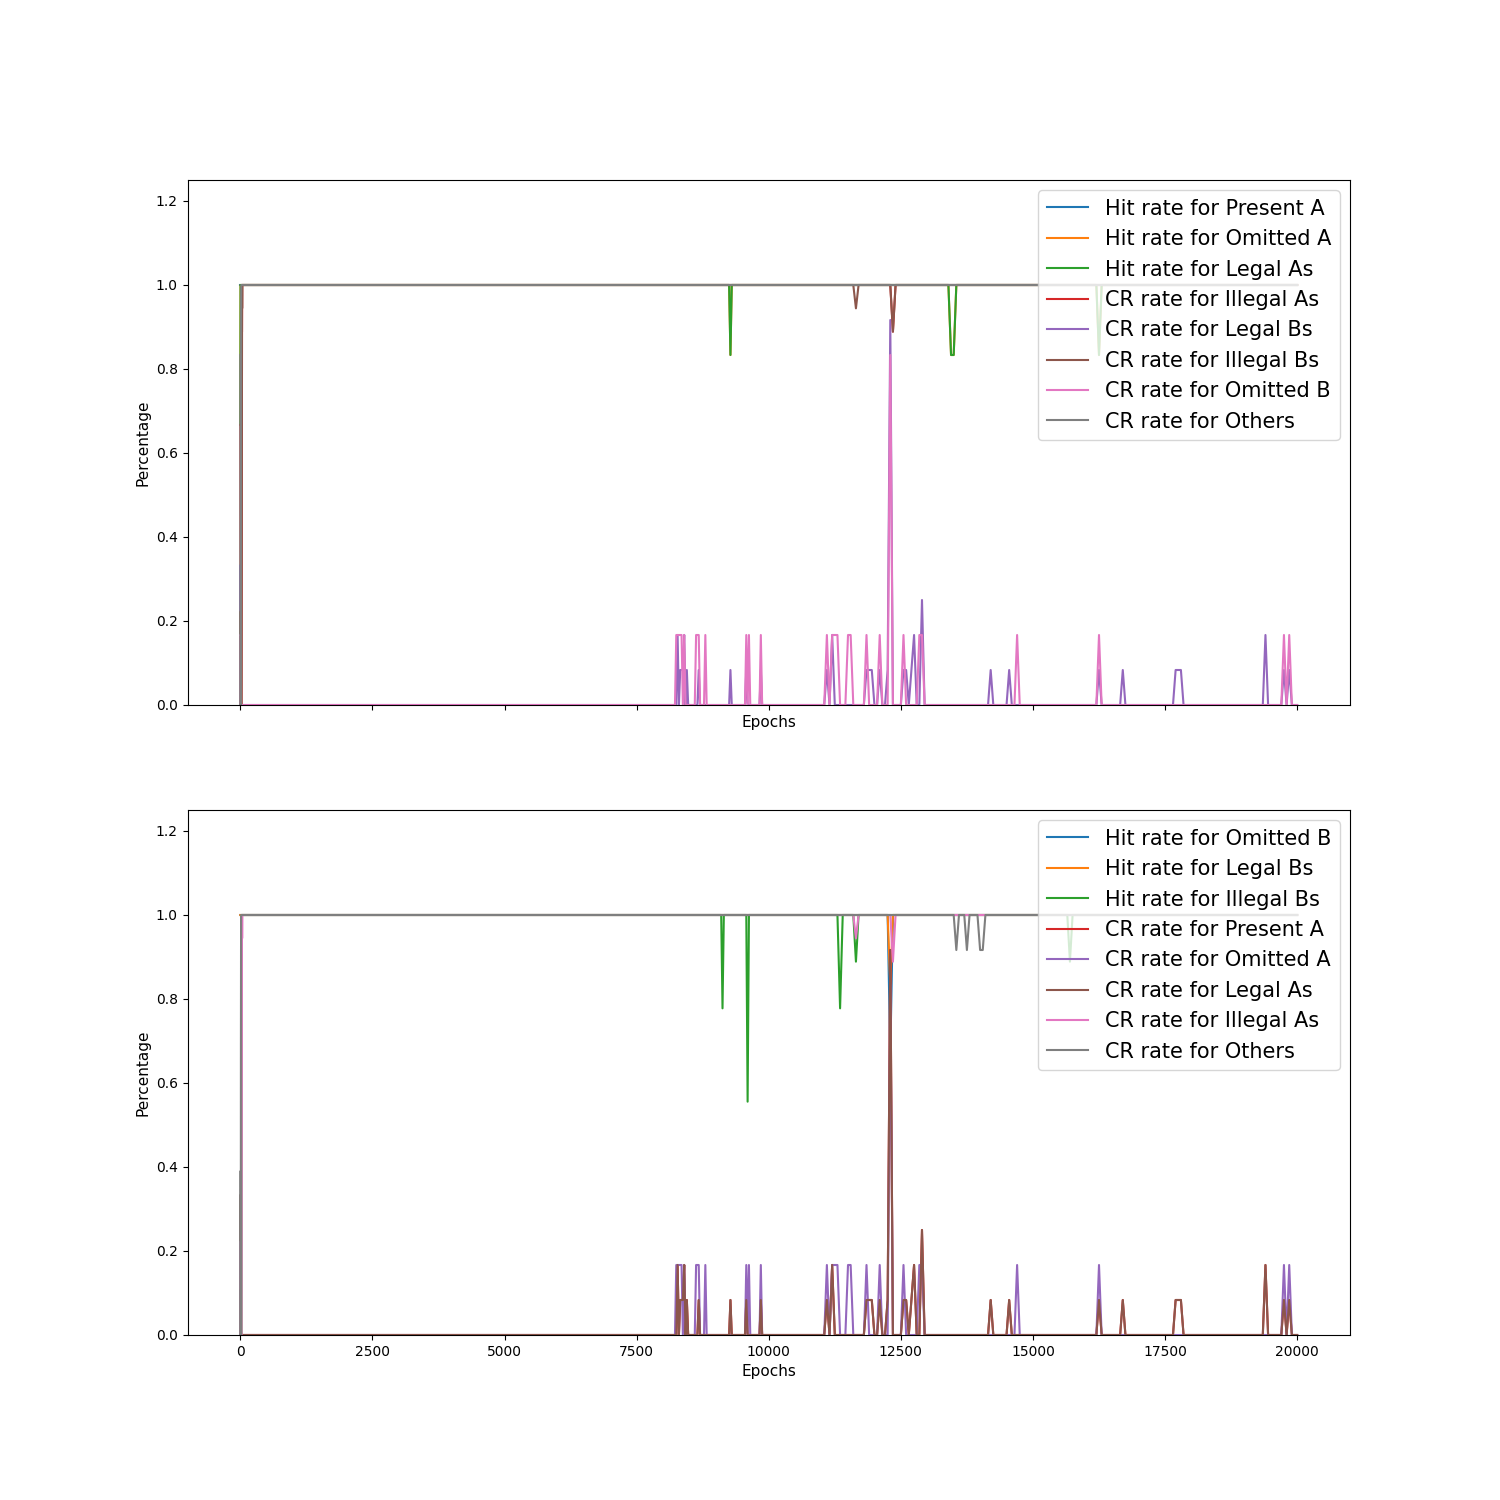 1.2
1.0
0.8
0.6
0.4
0.2
0.0
Percentage
Epochs
Hit rate for Present A
Hit rate for Omitted A
Hit rate for Legal As
CR rate for Illegal As
CR rate for Legal Bs
CR rate for Illegal Bs
CR rate for Omitted B
CR rate for Others
1.2
1.0
0.8
0.6
0.4
0.2
0.0
Percentage
0 2500 5000 7500 10000 12500 15000 17500 20000
Epochs
Hit rate for Omitted B
Hit rate for Legal Bs
Hit rate for Illegal Bs
CR rate for Present A
CR rate for Omitted A
CR rate for Legal As
CR rate for Illegal As
CR rate for Others